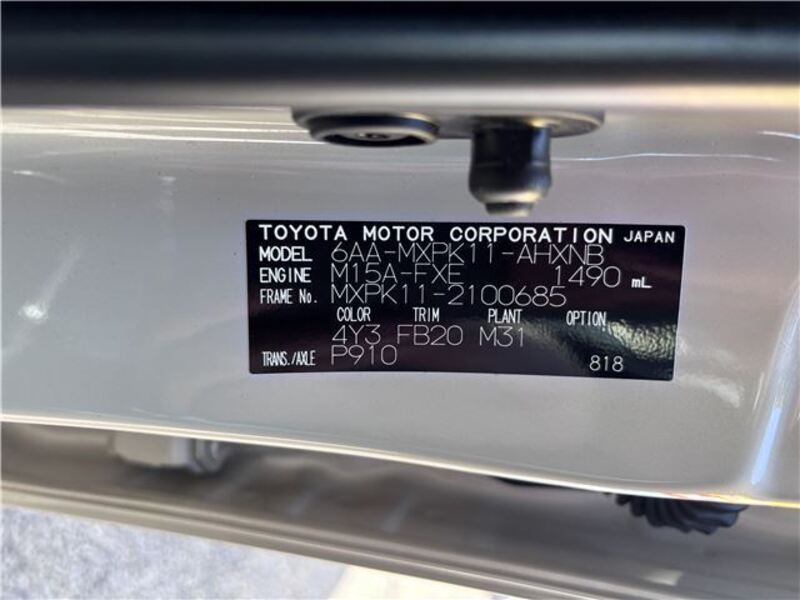 TOYOTA MOTOR CORPORATION JAPAN
MODEL 6AA-MXPK11-AHXNB
ENGINE M15A-FXE 1490 mL
FRAME No. MXPK11-2100685
COLOR TRIM PLANT OPTION
4Y3 FB20 M31
TRANS./AXLE P910
818